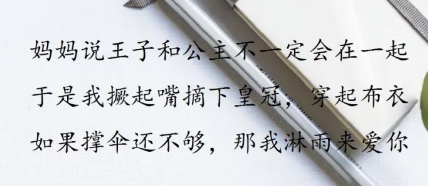 妈妈说王子和公主不一定会在一起
于是我撅起嘴摘下皇冠，穿起布衣
如果撑伞还不够，那我淋雨来爱你